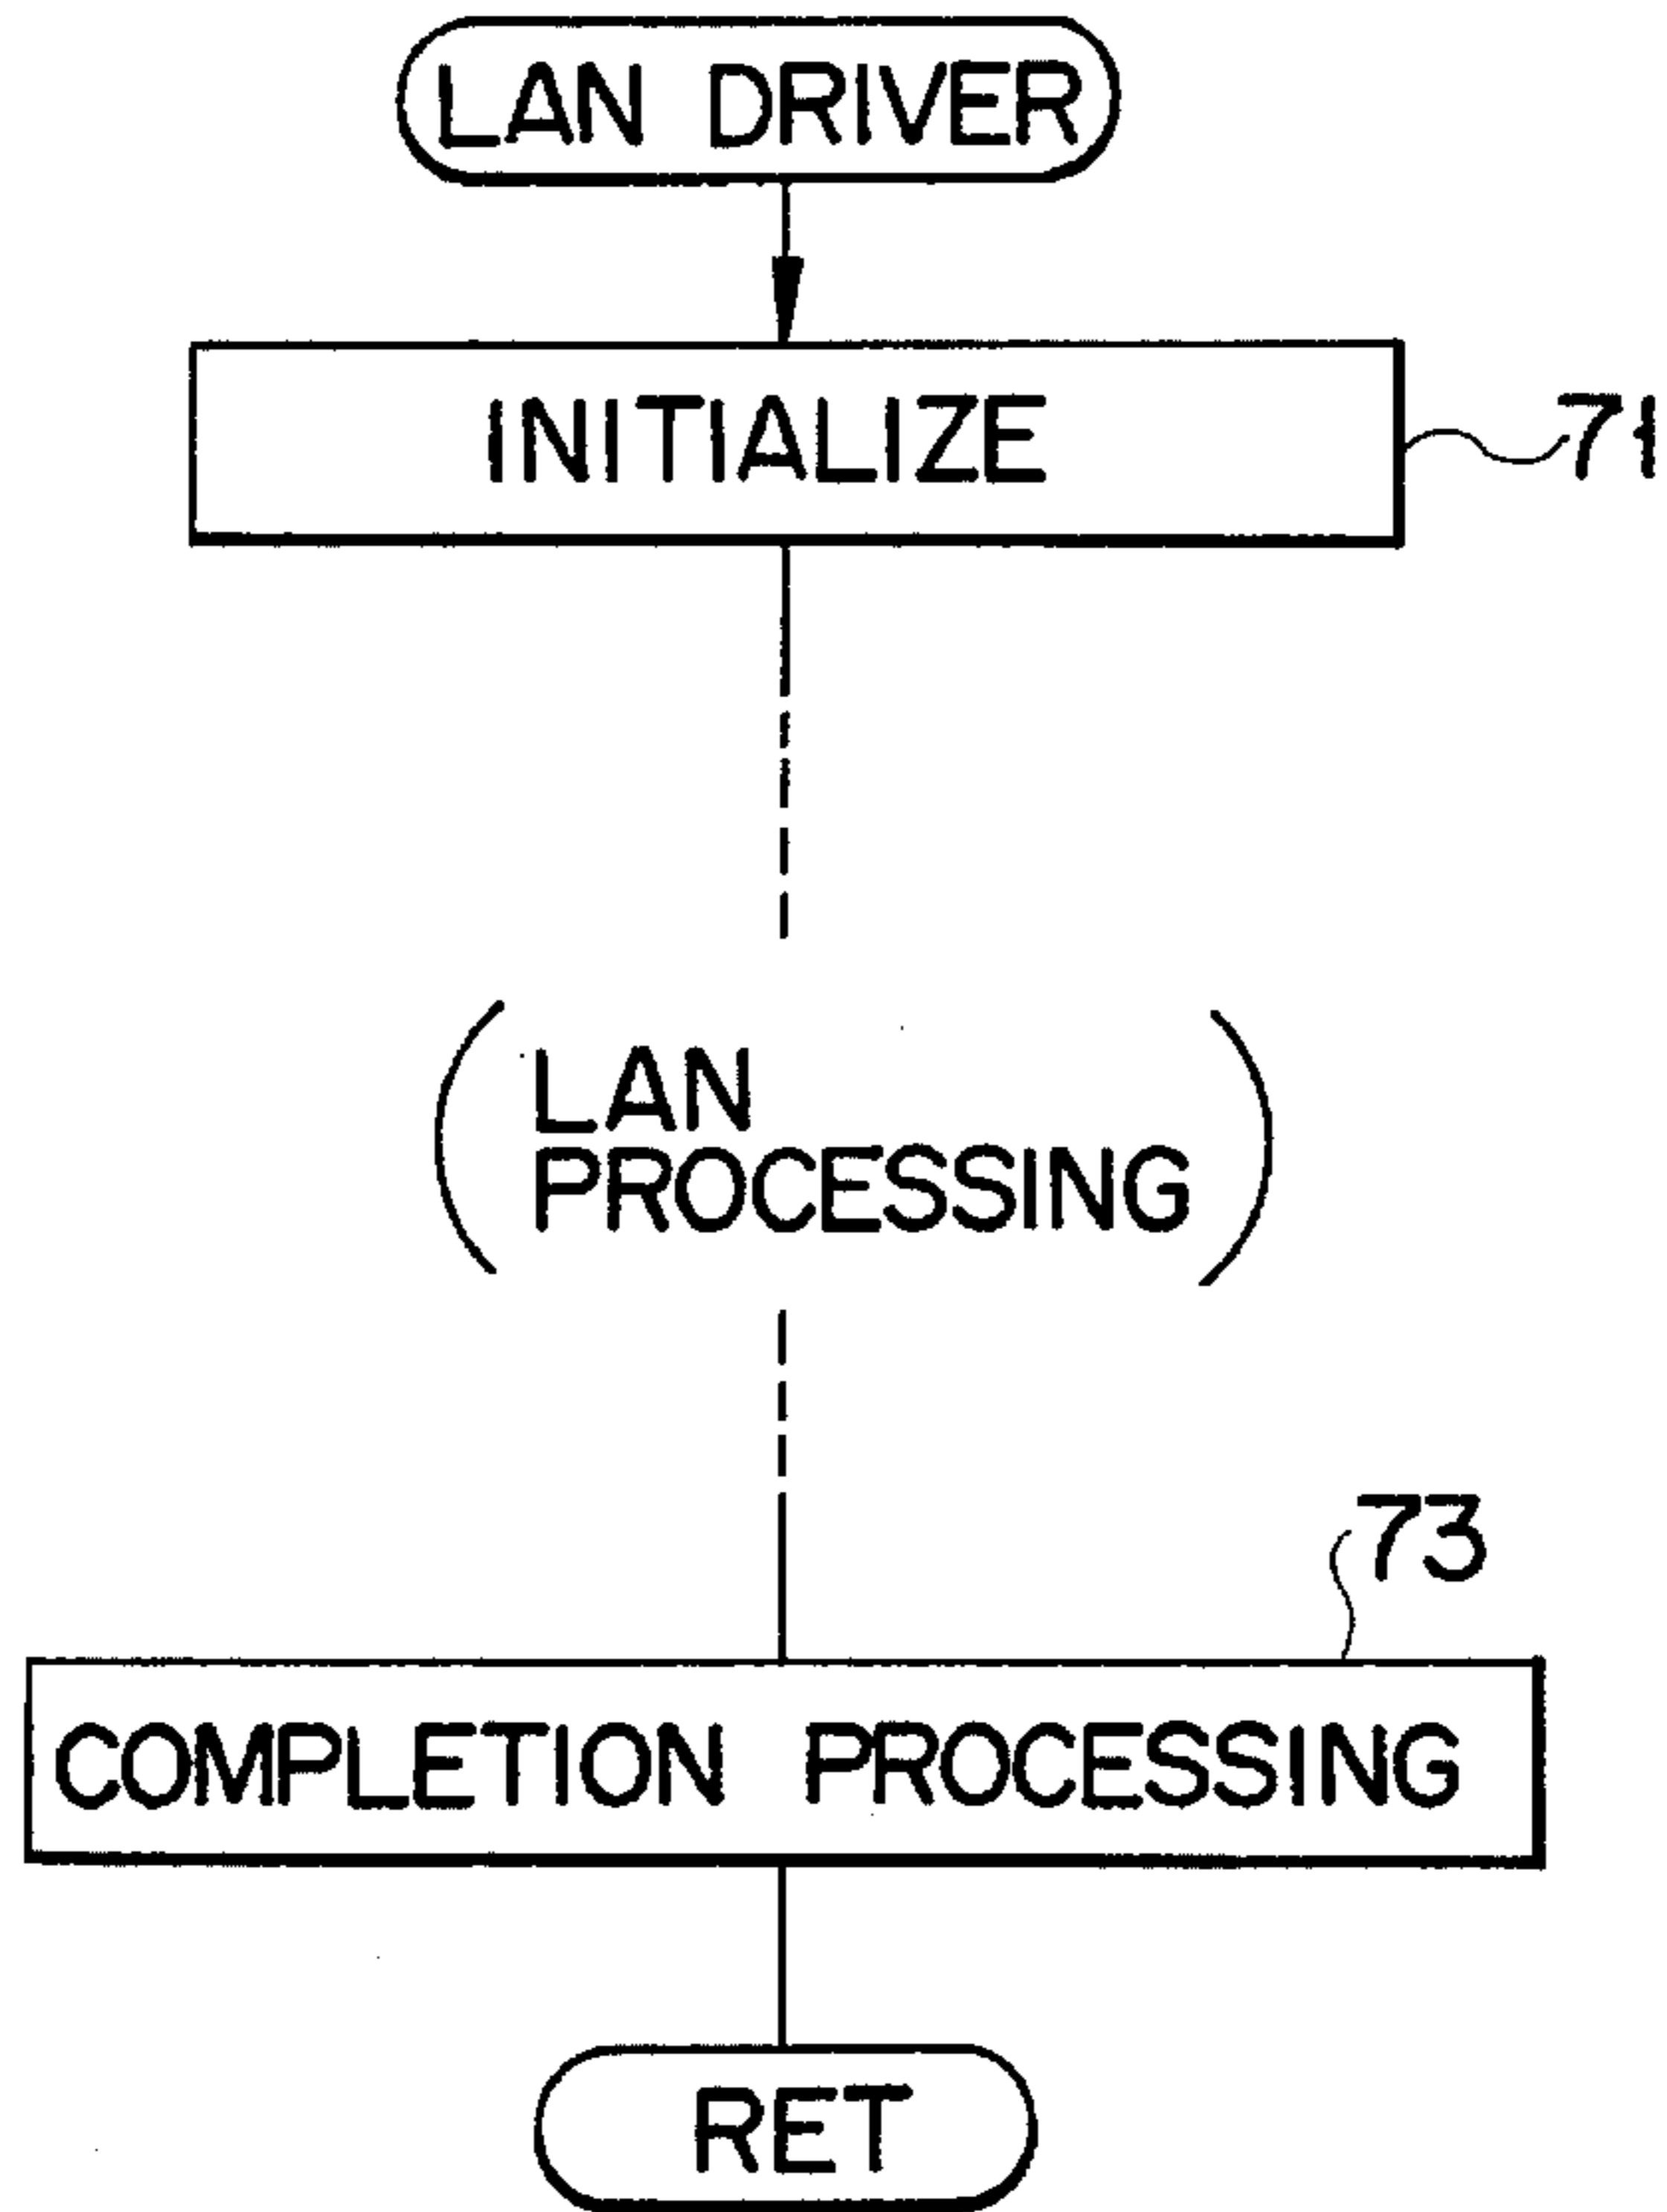 LAN DRIVER
INITIALIZE
71
( LAN
PROCESSING )
73
COMPLETION PROCESSING
RET